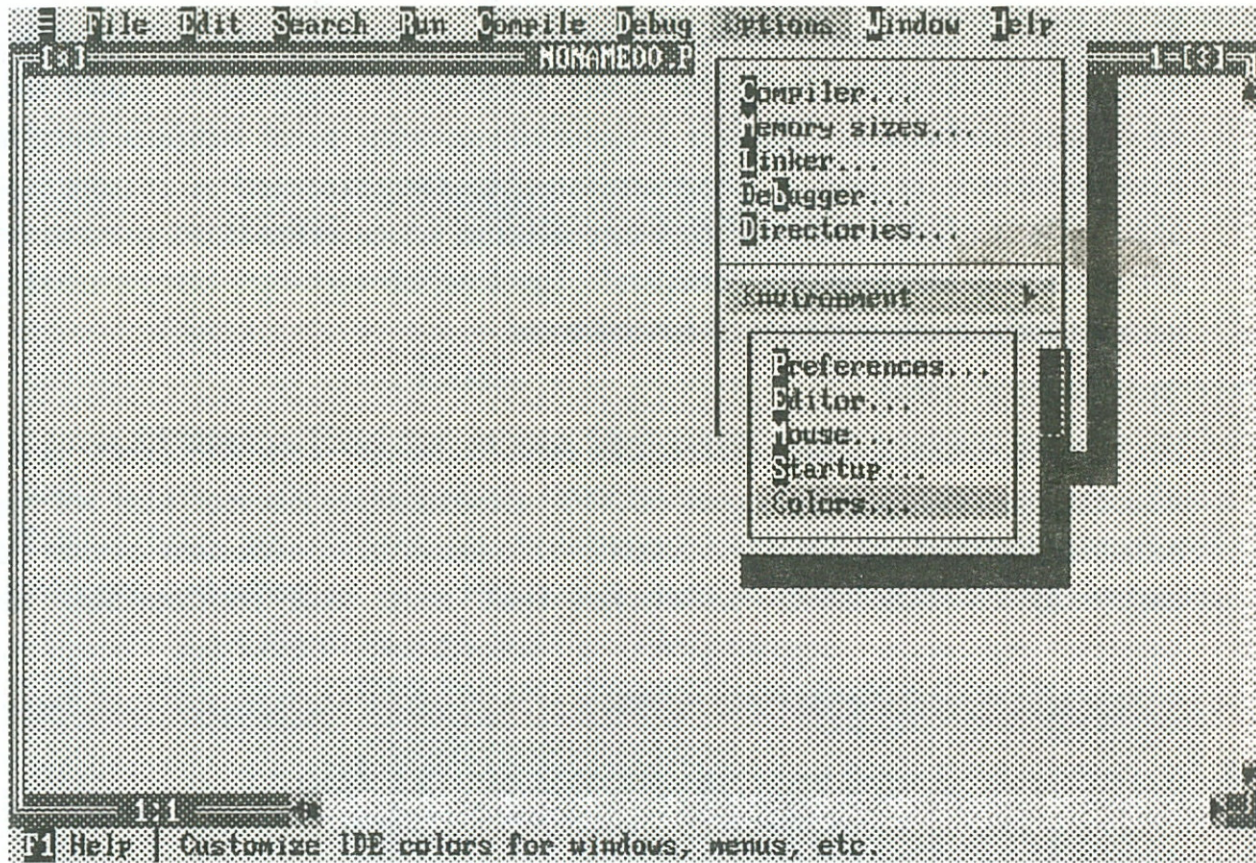 ≡ File Edit Search Run Compile Debug Options Window Help
NONAME00.P
1
Compiler...
Memory sizes...
Linker...
Debugger...
Directories...
Environment
Preferences...
Editor...
Mouse...
Startup...
Colors...
1:1
F1 Help | Customize IDE colors for windows, menus, etc.